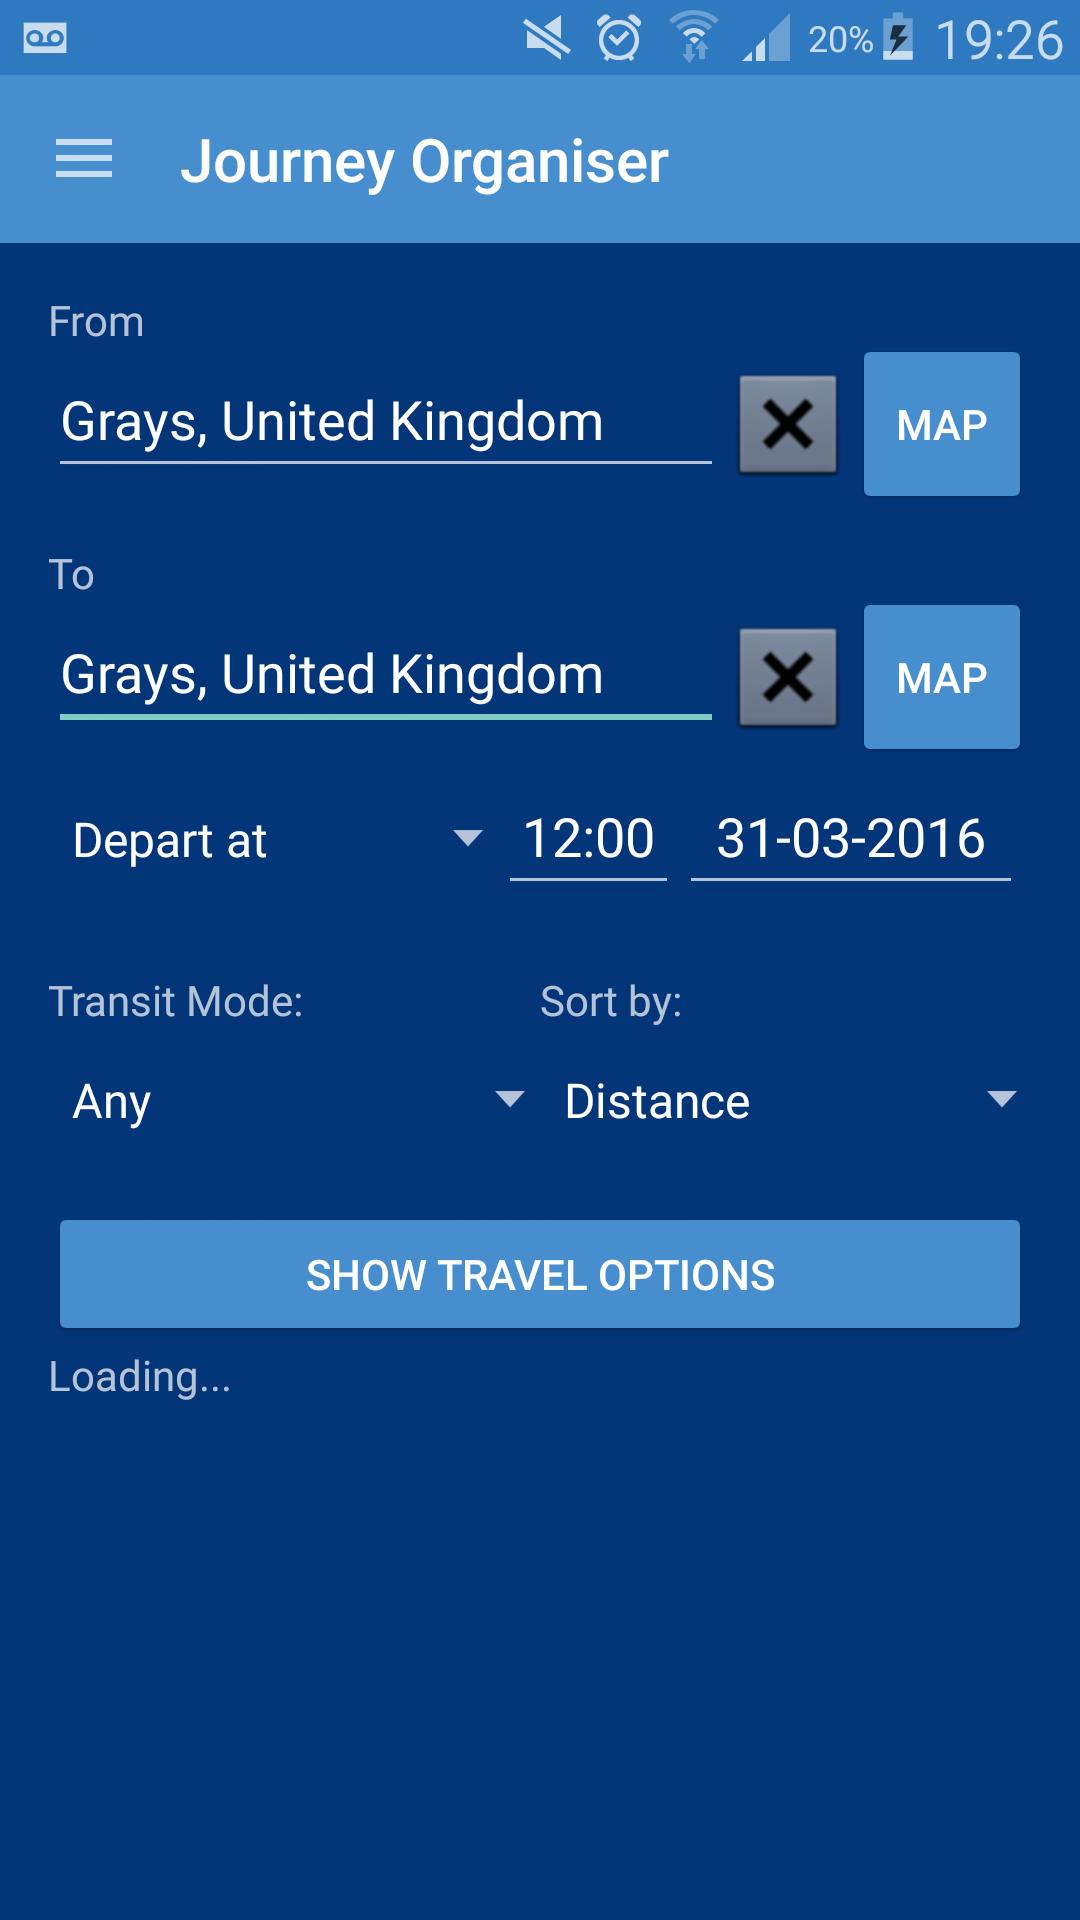 20% 19:26
Journey Organiser
From
Grays, United Kingdom MAP
To
Grays, United Kingdom MAP
Depart at 12:00 31-03-2016
Transit Mode: Sort by:
Any Distance
SHOW TRAVEL OPTIONS
Loading...